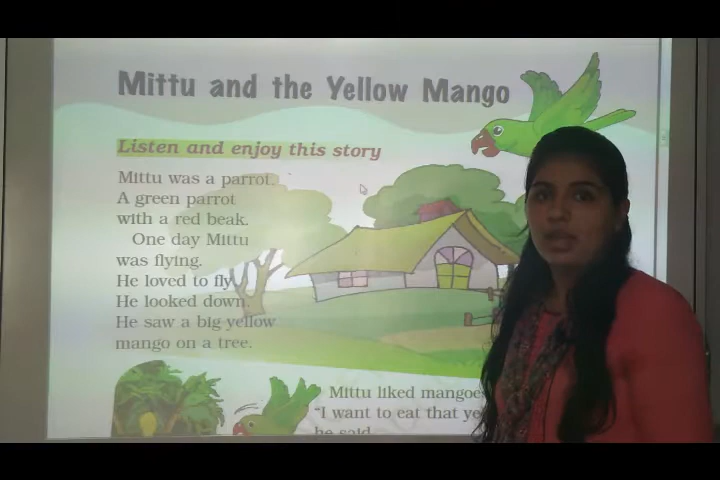 Mittu and the Yellow Mango
Listen and enjoy this story
Mittu was a parrot.
A green parrot
with a red beak.
One day Mittu
was flying.
He loved to fly.
He looked down.
He saw a big yellow
mango on a tree.
Mittu liked mangoes
"I want to eat that
he said